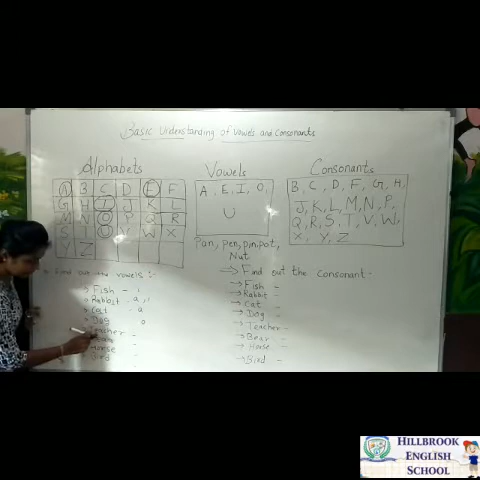 Basic Understanding of Vowels and Consonants
Alphabets
A B C D E F
G H I J K L
M N O P Q R
S T U V W X
Y Z
Vowels
A, E, I, O,
U
Pan, pen, pin, pot,
Nut
Consonants
B, C, D, F, G, H,
J, K, L, M, N, P,
Q, R, S, T, V, W,
X, Y, Z
Find out the vowels :-
Fish - i
Rabbit - a, i
Cat - a
Dog o
Teacher -
Horse -
Bird -
→ Find out the consonant:-
→ Fish -
→ Rabbit -
→ Cat -
→ Dog -
→ Teacher -
→ Bear -
→ Horse -
→ Bird -
HILLBROOK
ENGLISH
SCHOOL